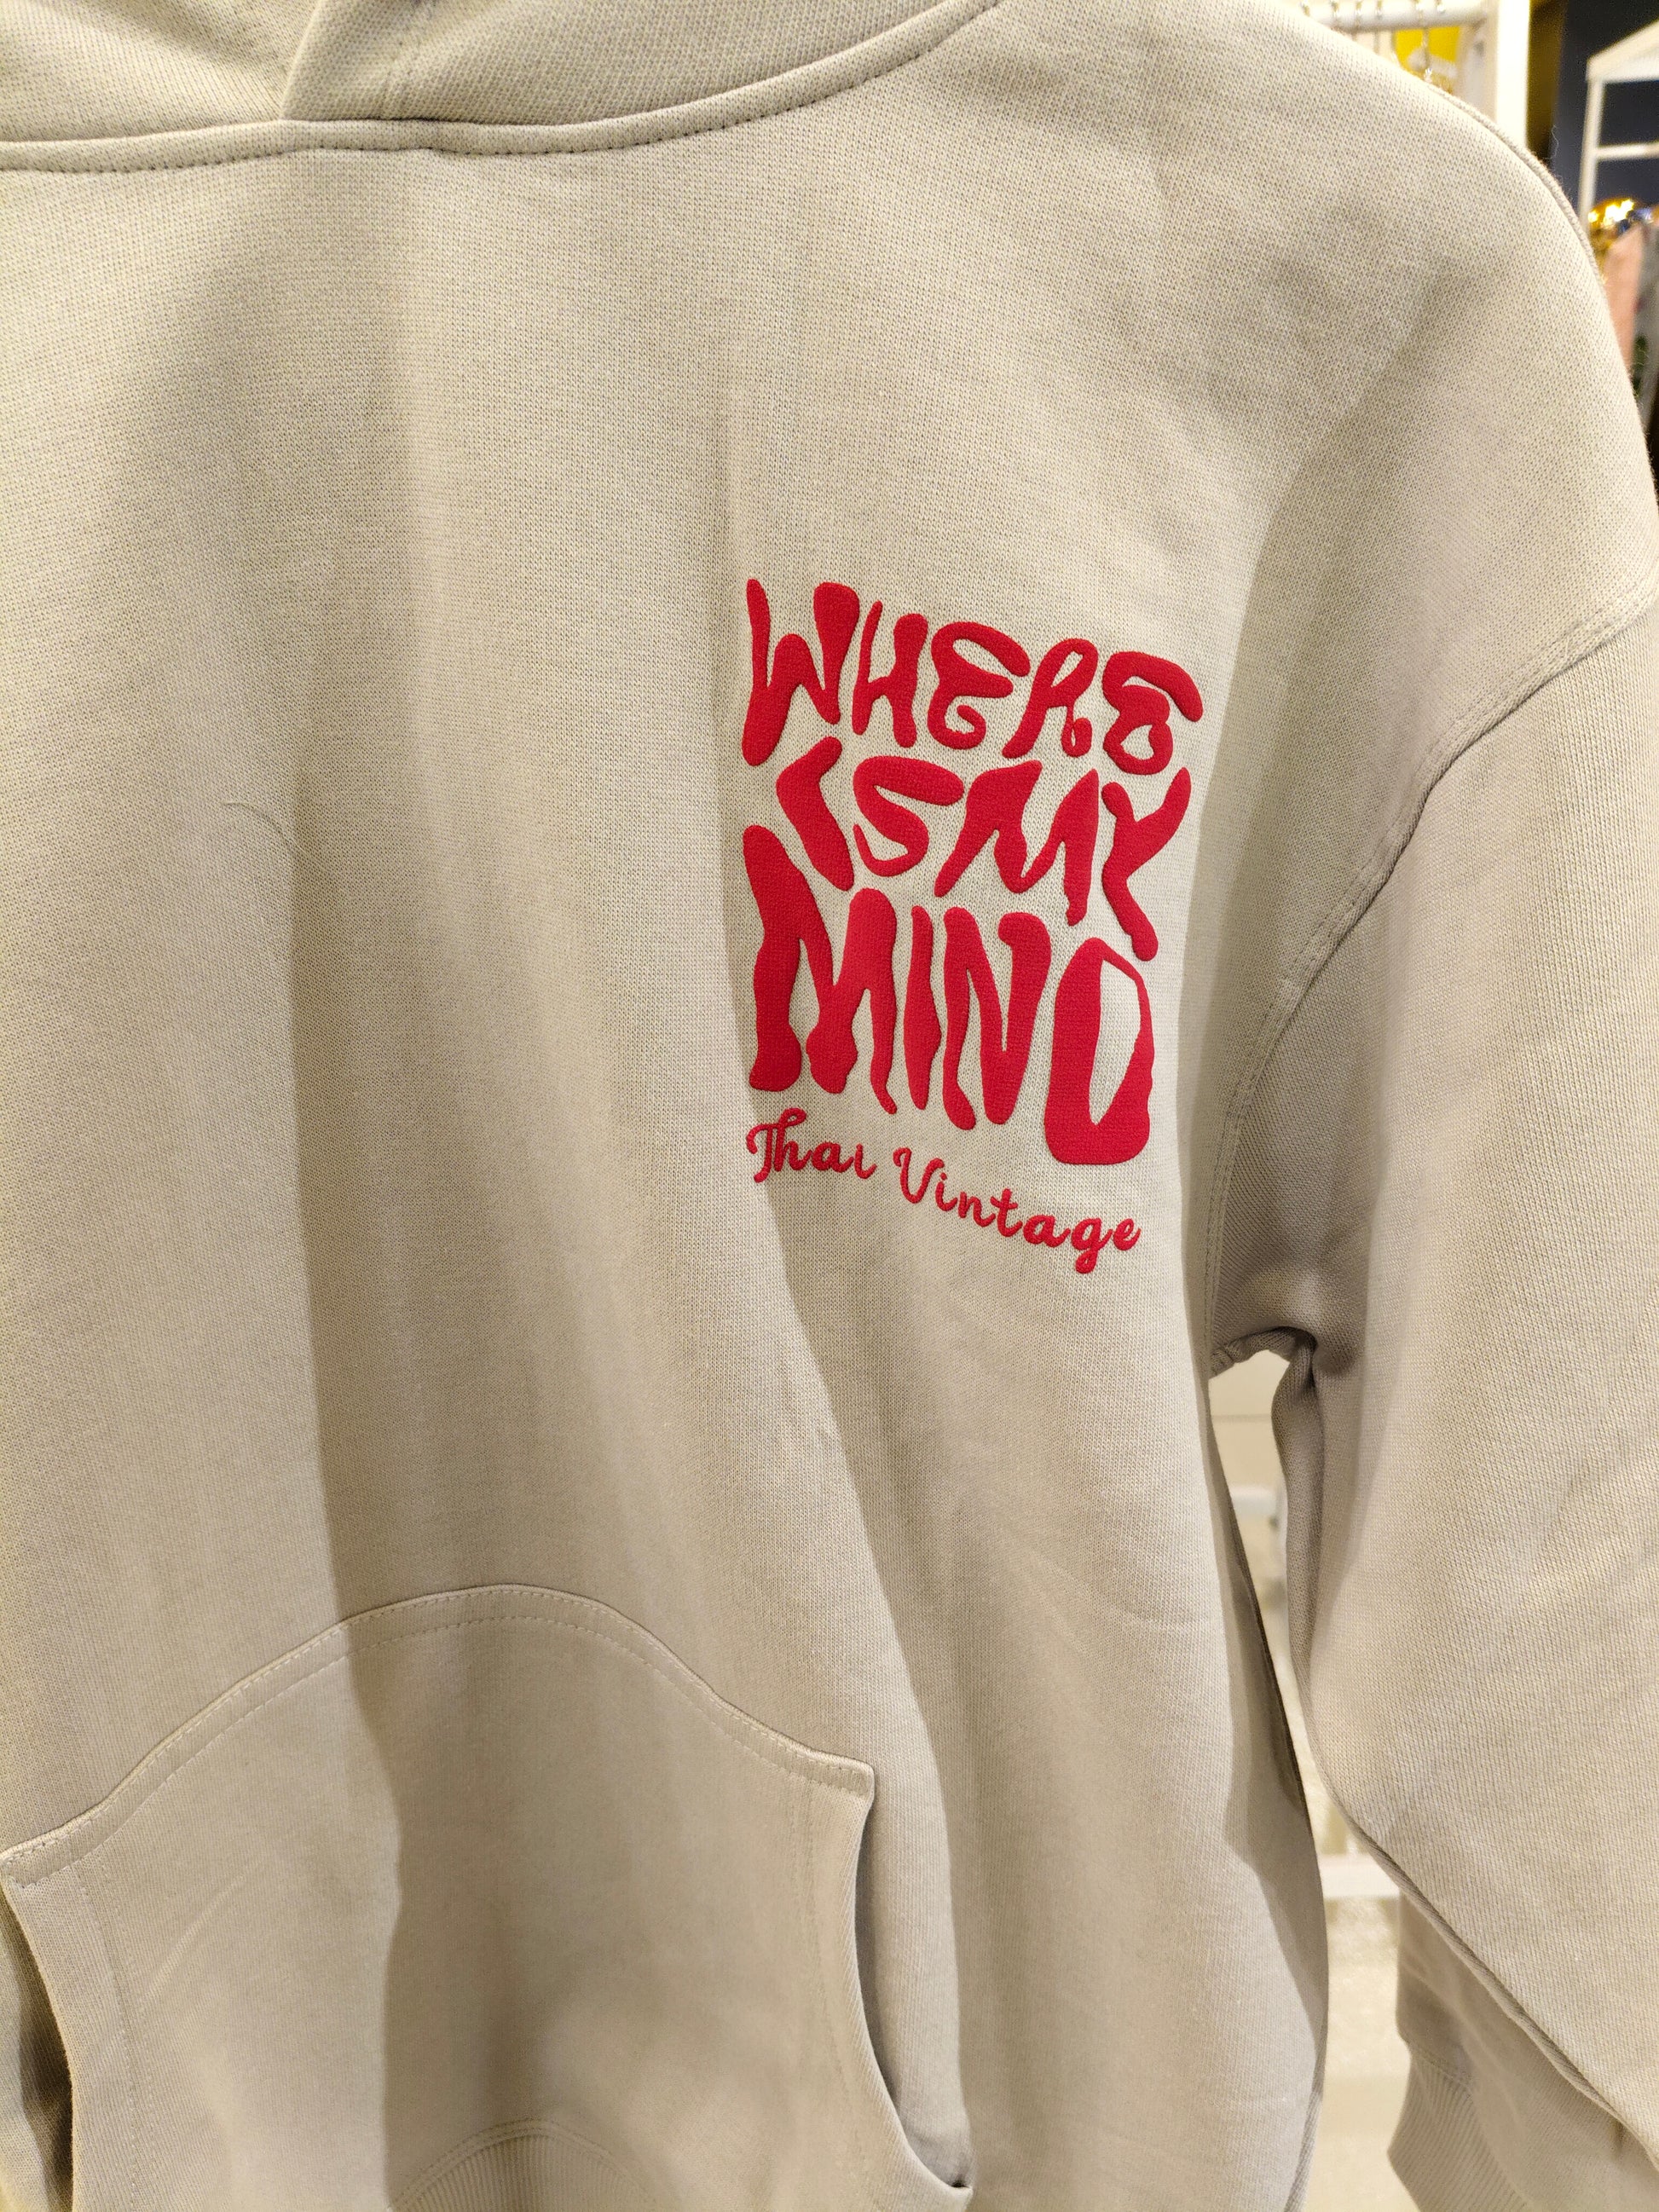 WHERE
IS MY
MIND
Thai Vintage